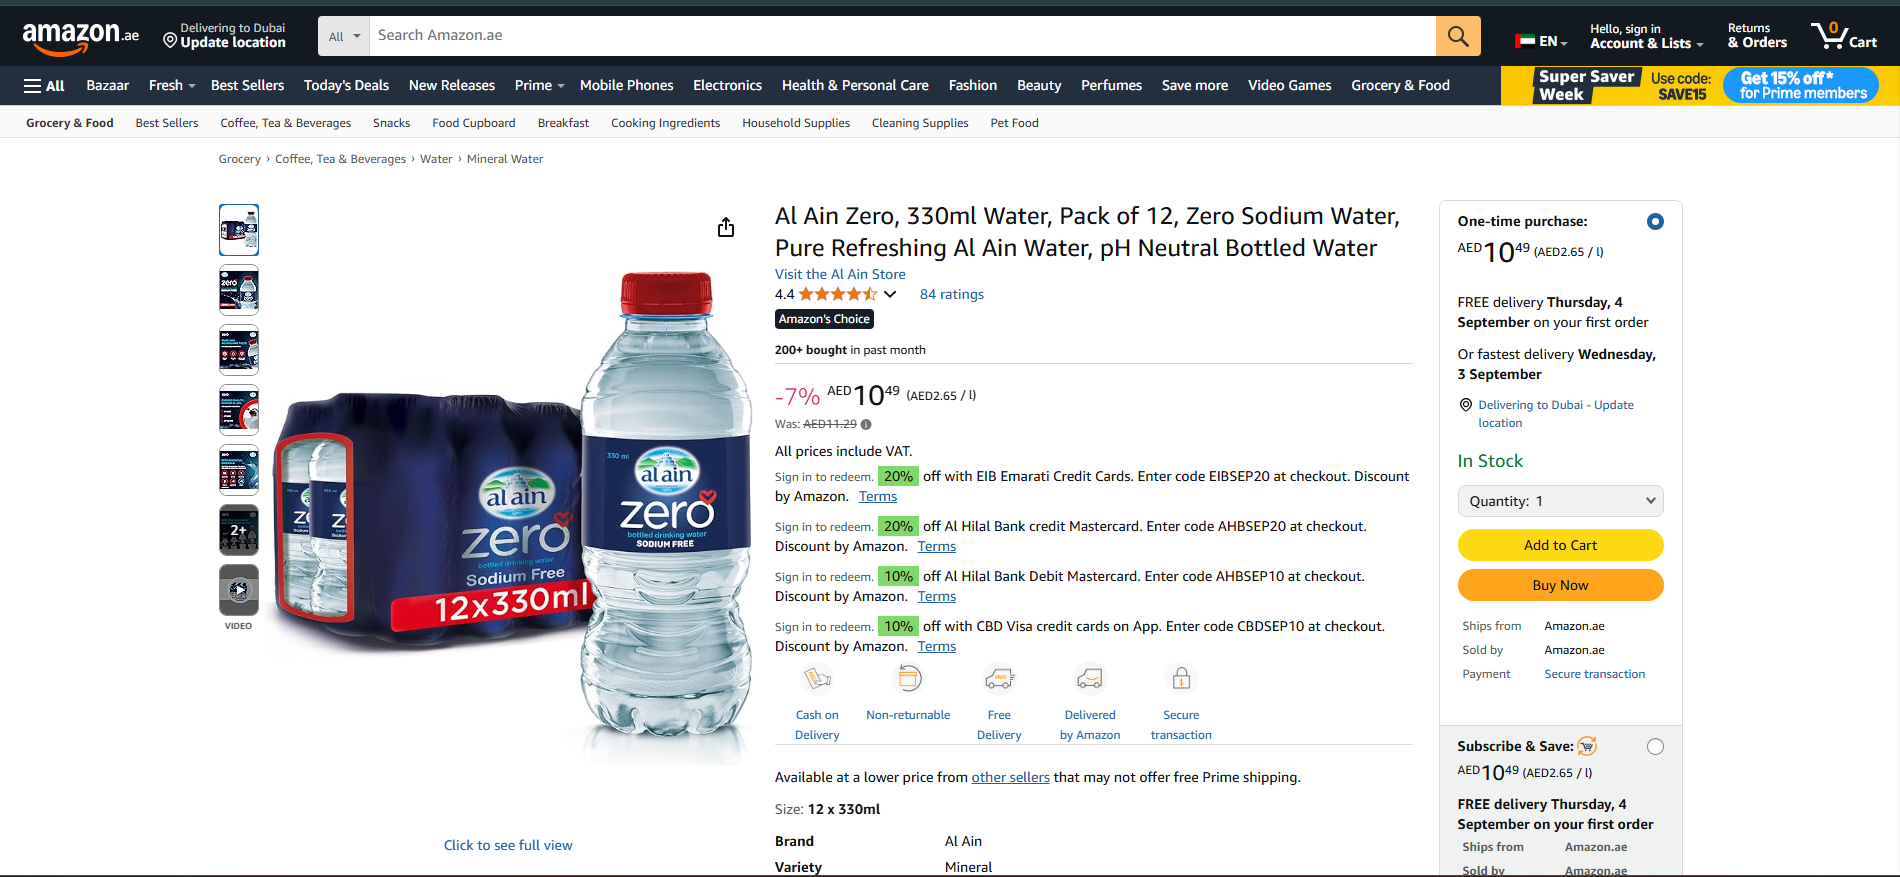 amazon.ae
Delivering to Dubai
Update location
All
Search Amazon.ae
EN
Hello, sign in
Account & Lists
Returns
& Orders
0
Cart
All
Bazaar
Fresh
Best Sellers
Today's Deals
New Releases
Prime
Mobile Phones
Electronics
Health & Personal Care
Fashion
Beauty
Perfumes
Save more
Video Games
Grocery & Food
Super Saver
Week
Use code:
SAVE15
Get 15% off*
for Prime members
Grocery & Food
Best Sellers
Coffee, Tea & Beverages
Snacks
Food Cupboard
Breakfast
Cooking Ingredients
Household Supplies
Cleaning Supplies
Pet Food
Grocery › Coffee, Tea & Beverages › Water › Mineral Water
2+
VIDEO
al ain
zero
bottled drinking water
Sodium Free
12x330ml
330 ml
al ain
zero
bottled drinking water
SODIUM FREE
Click to see full view
Al Ain Zero, 330ml Water, Pack of 12, Zero Sodium Water,
Pure Refreshing Al Ain Water, pH Neutral Bottled Water
Visit the Al Ain Store
4.4
84 ratings
Amazon's Choice
200+ bought in past month
-7% AED10.49 (AED2.65 / l)
Was: AED11.29
All prices include VAT.
Sign in to redeem. 20% off with EIB Emarati Credit Cards. Enter code EIBSEP20 at checkout. Discount
by Amazon. Terms
Sign in to redeem. 20% off Al Hilal Bank credit Mastercard. Enter code AHBSEP20 at checkout.
Discount by Amazon. Terms
Sign in to redeem. 10% off Al Hilal Bank Debit Mastercard. Enter code AHBSEP10 at checkout.
Discount by Amazon. Terms
Sign in to redeem. 10% off with CBD Visa credit cards on App. Enter code CBDSEP10 at checkout.
Discount by Amazon. Terms
Cash on
Delivery
Non-returnable
Free
Delivery
Delivered
by Amazon
Secure
transaction
Available at a lower price from other sellers that may not offer free Prime shipping.
Size: 12 x 330ml
Brand Al Ain
Variety Mineral
One-time purchase:
AED10.49 (AED2.65 / l)
FREE delivery Thursday, 4
September on your first order
Or fastest delivery Wednesday,
3 September
Delivering to Dubai - Update
location
In Stock
Quantity: 1
Add to Cart
Buy Now
Ships from Amazon.ae
Sold by Amazon.ae
Payment Secure transaction
Subscribe & Save:
AED10.49 (AED2.65 / l)
FREE delivery Thursday, 4
September on your first order
Ships from Amazon.ae
Sold by Amazon.ae